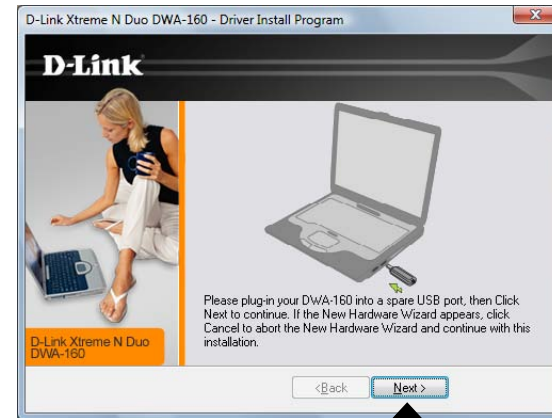 D-Link Xtreme N Duo DWA-160 - Driver Install Program
D-Link
Please plug-in your DWA-160 into a spare USB port, then Click
Next to continue. If the New Hardware Wizard appears, click
Cancel to abort the New Hardware Wizard and continue with this
installation.
D-Link Xtreme N Duo
DWA-160
<Back
Next >